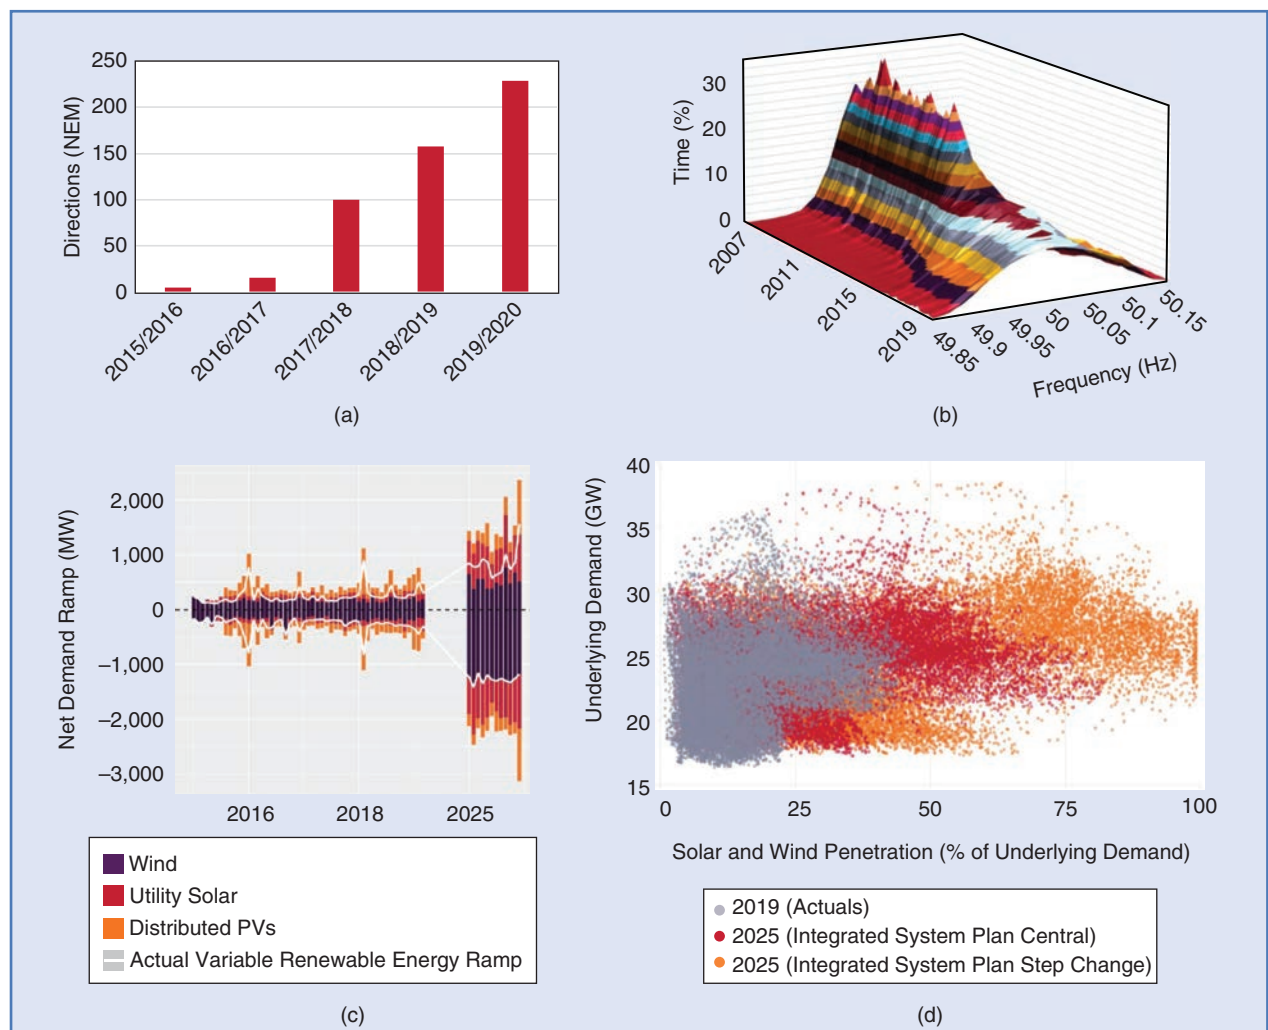 250
200
150
100
50
0
Directions (NEM)
2015/2016
2016/2017
2017/2018
2018/2019
2019/2020
(a)
30
20
10
0
Time (%)
2007
2011
2015
2019
49.85
49.9
49.95
50
50.05
50.1
50.15
Frequency (Hz)
(b)
2,000
1,000
0
–1,000
–2,000
–3,000
Net Demand Ramp (MW)
2016
2018
2025
Wind
Utility Solar
Distributed PVs
Actual Variable Renewable Energy Ramp
(c)
40
35
30
25
20
15
Underlying Demand (GW)
0
25
50
75
100
Solar and Wind Penetration (% of Underlying Demand)
2019 (Actuals)
2025 (Integrated System Plan Central)
2025 (Integrated System Plan Step Change)
(d)